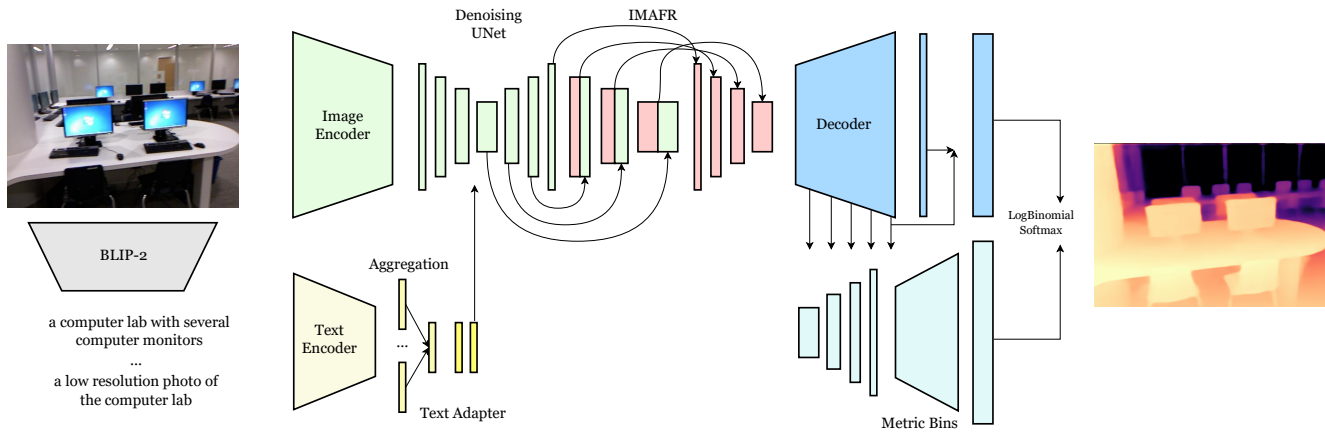 Denoising
UNet
IMAFR
Image
Encoder
Decoder
BLIP-2
LogBinomial
Softmax
Aggregation
a computer lab with several
computer monitors
...
a low resolution photo of
the computer lab
Text
Encoder
...
Text Adapter
Metric Bins